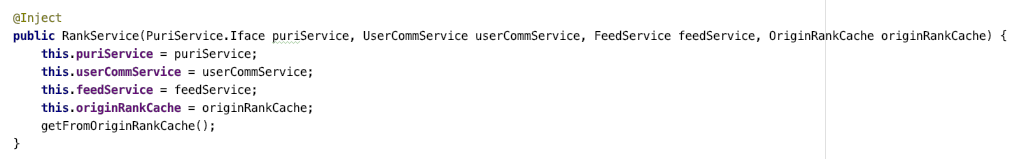 @Inject
public RankService(PuriService.Iface puriService, UserCommService userCommService, FeedService feedService, OriginRankCache originRankCache) {
    this.puriService = puriService;
    this.userCommService = userCommService;
    this.feedService = feedService;
    this.originRankCache = originRankCache;
    getFromOriginRankCache();
}